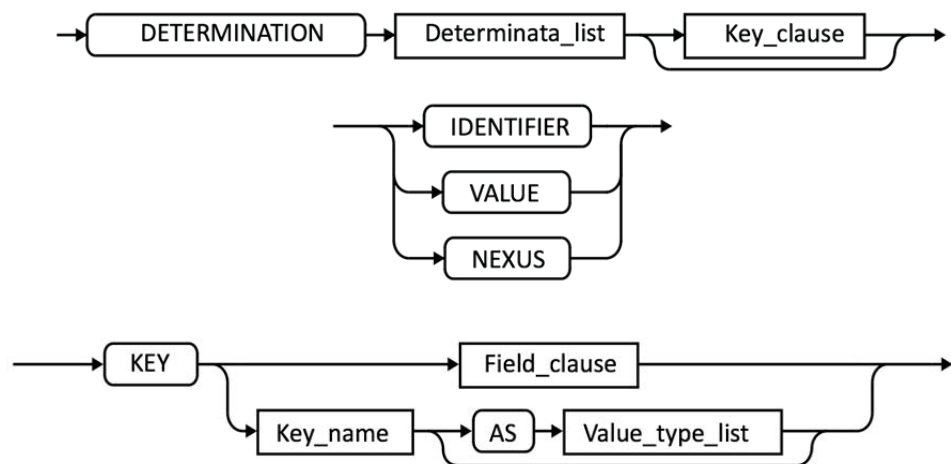 DETERMINATION Determinata_list Key_clause
IDENTIFIER
VALUE
NEXUS
KEY Field_clause
Key_name AS Value_type_list